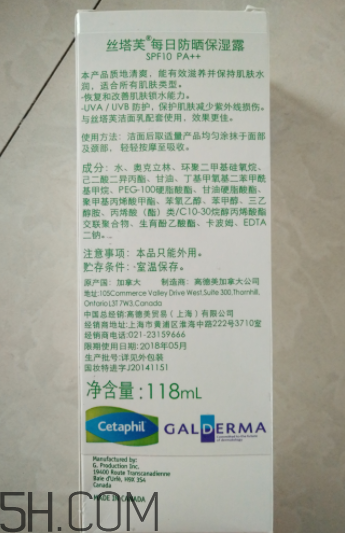 丝塔芙®每日防晒保湿露
SPF10 PA++
本产品质地清爽，能有效滋养并保持肌肤水
润，适合所有肌肤类型。
·恢复和改善肌肤锁水能力。
·UVA / UVB 防护，保护肌肤减少紫外线损伤。
·与丝塔芙洁面乳配套使用，效果更佳。
使用方法：洁面后取适量产品均匀涂抹于面部
及颈部，轻轻按摩至吸收。
成分：水、奥克立林、环聚二甲基硅氧烷、
己二酸二异丙酯、甘油、丁基甲氧基二苯甲酰
基甲烷、PEG-100硬脂酸酯、甘油硬脂酸酯、
聚甲基丙烯酸甲酯、苯氧乙醇、苯甲醇、三乙
醇胺、丙烯酸（酯）类/C10-30烷醇丙烯酸酯
交联聚合物、生育酚乙酸酯、卡波姆、EDTA
二钠。
注意事项：本品只能外用。
贮存条件：·室温保存。
原产国：加拿大 制造商：高德美加拿大公司
地址:105Commerce Valley Drive West,Suite 300,Thornhill,
Ontario L3T7W3,Canada
中国总经销:高德美贸易（上海）有限公司
经销商地址:上海市黄浦区淮海中路222号3710室
经销商电话:021-23159666
限期使用日期:2018年05月
生产批号:详见外包装
国妆特进字J20141151
净含量:118mL
Cetaphil
GALDERMA
Manufactured by:
G. Production Inc.
19400 Route Transcanadienne
Baie d'Urfé, H9X 3S4
Canada
MADE IN CANADA
5H.COM